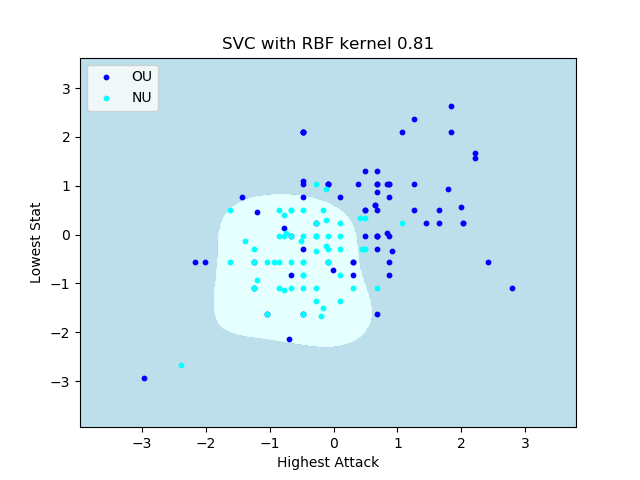 SVC with RBF kernel 0.81
OU
NU
3
2
1
0
−1
−2
−3
Lowest Stat
−3 −2 −1 0 1 2 3
Highest Attack